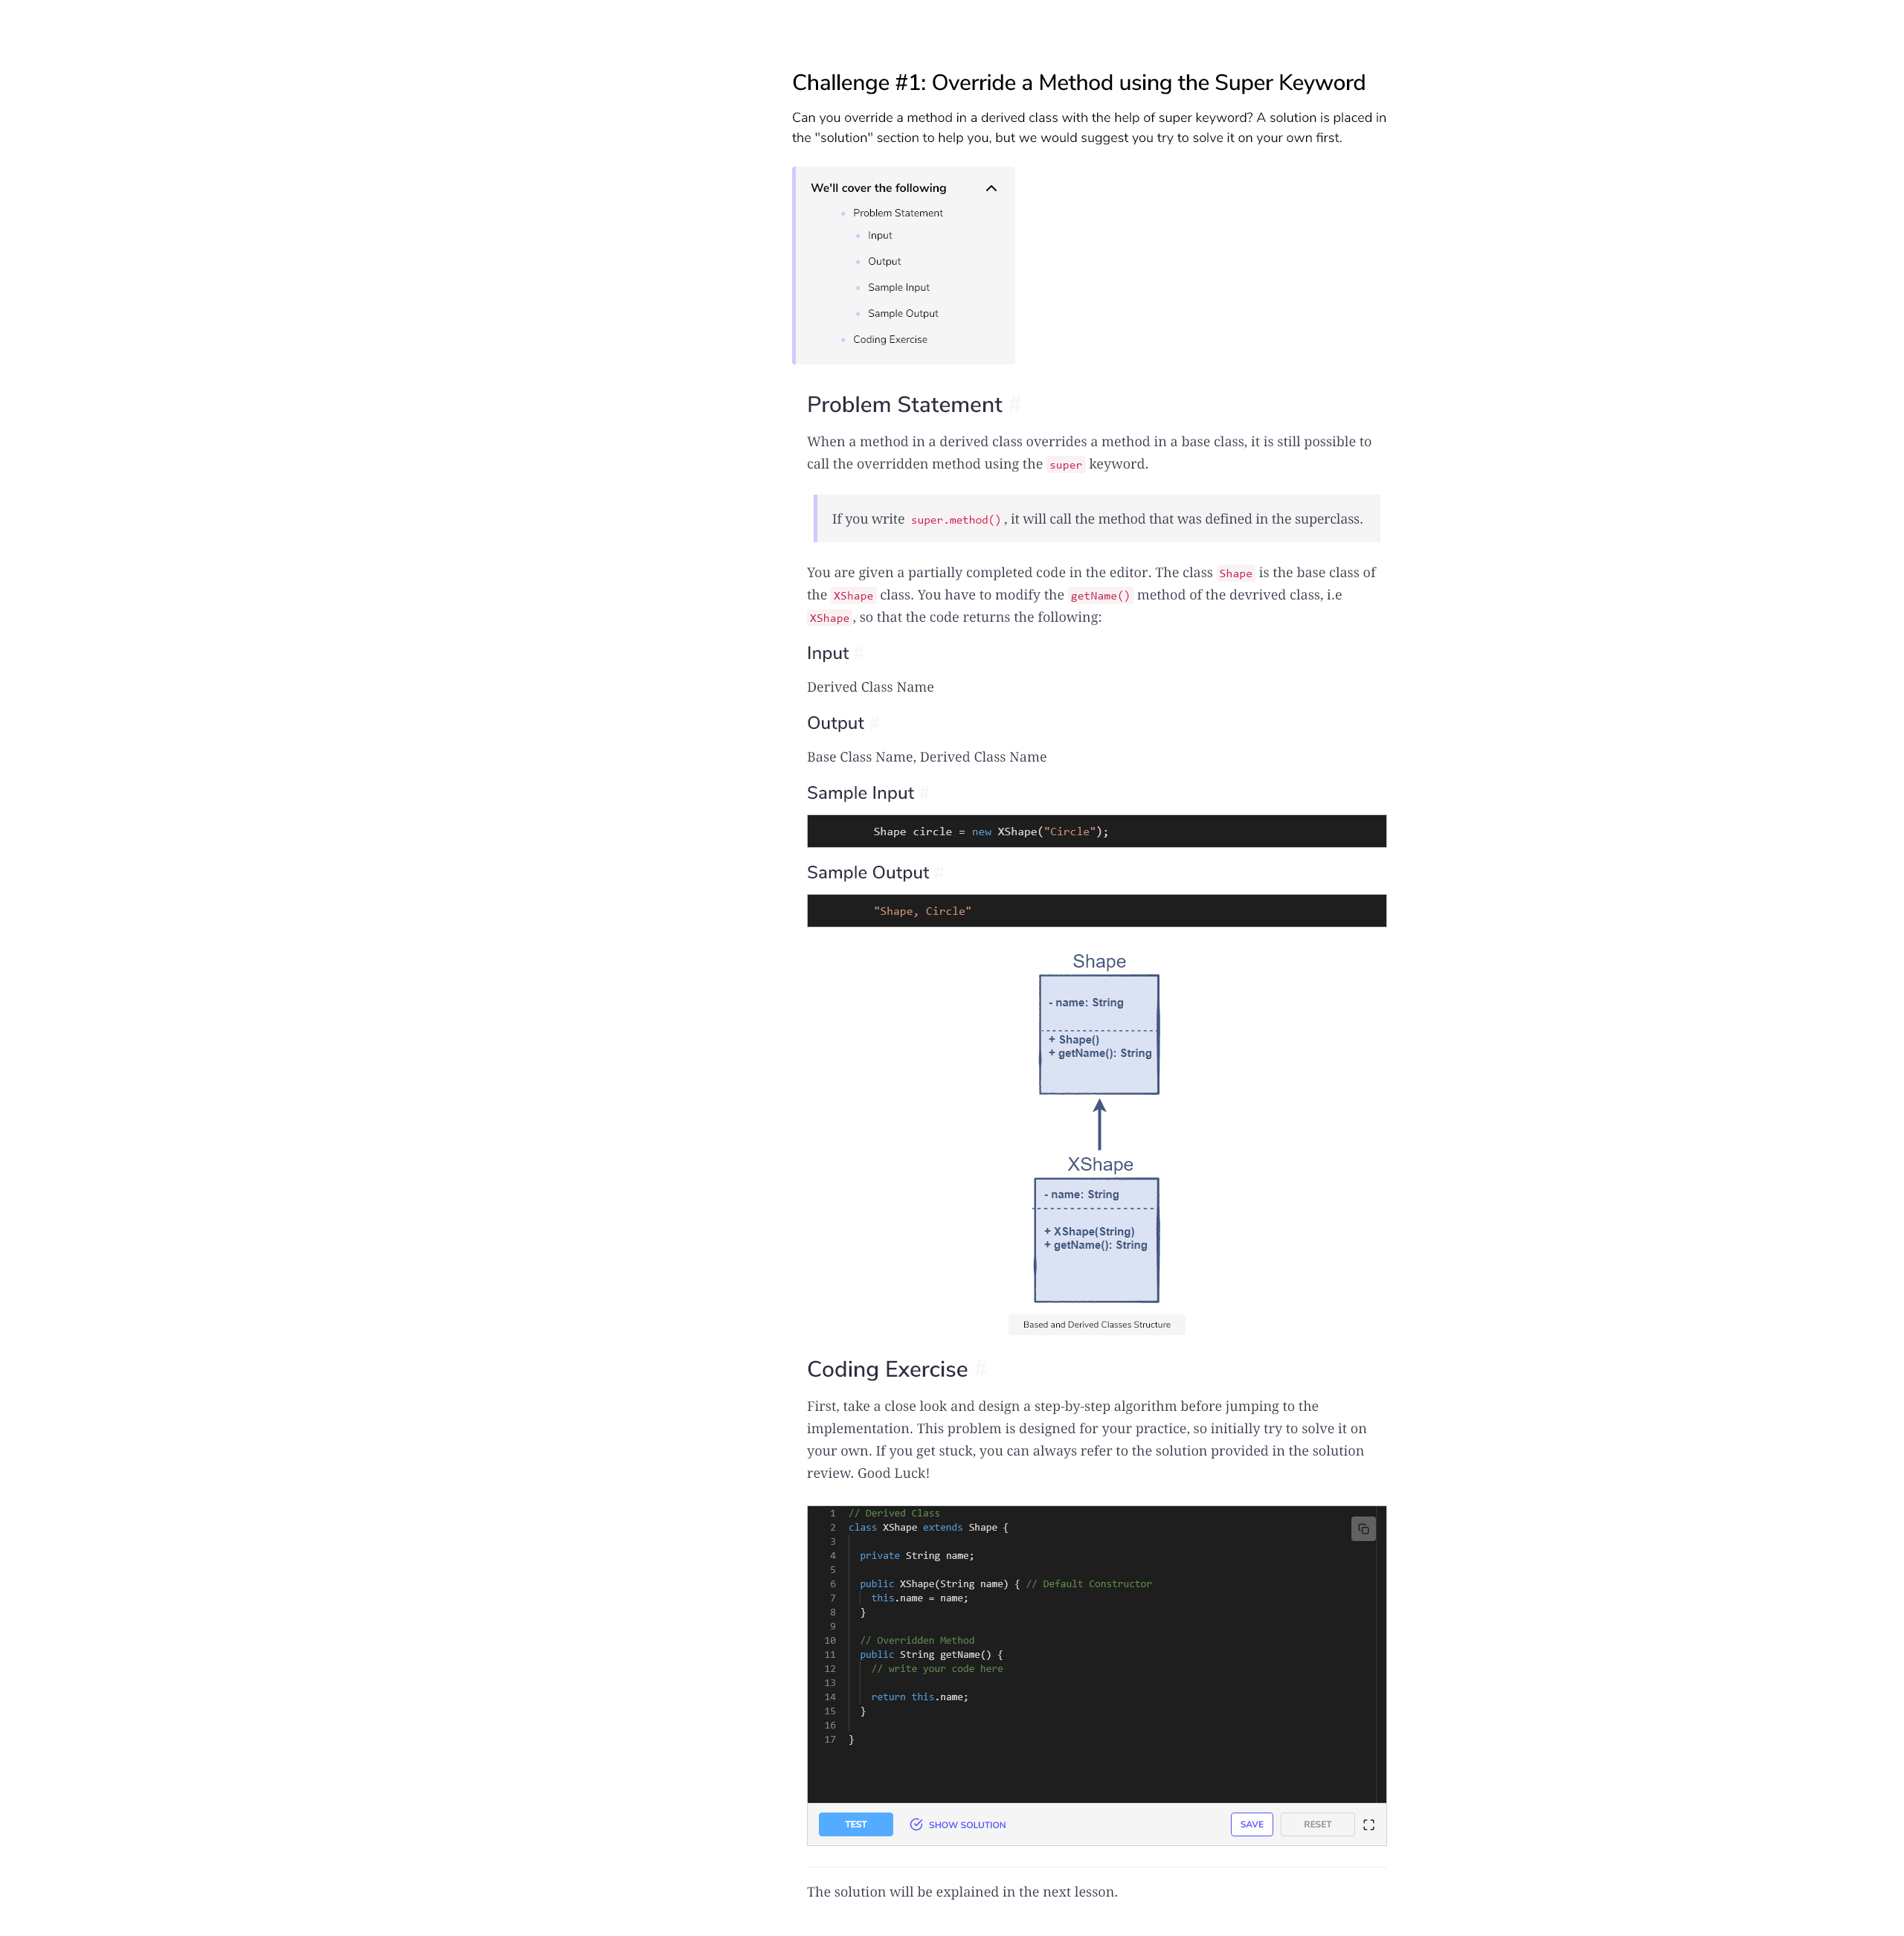 Challenge #1: Override a Method using the Super Keyword
Can you override a method in a derived class with the help of super keyword? A solution is placed in
the "solution" section to help you, but we would suggest you try to solve it on your own first.
We'll cover the following
Problem Statement
Input
Output
Sample Input
Sample Output
Coding Exercise
Problem Statement #
When a method in a derived class overrides a method in a base class, it is still possible to
call the overridden method using the super keyword.
If you write super.method(), it will call the method that was defined in the superclass.
You are given a partially completed code in the editor. The class Shape is the base class of
the XShape class. You have to modify the getName() method of the devrived class, i.e
XShape, so that the code returns the following:
Input #
Derived Class Name
Output #
Base Class Name, Derived Class Name
Sample Input #
Shape circle = new XShape("Circle");
Sample Output #
"Shape, Circle"
Shape
- name: String
+ Shape()
+ getName(): String
XShape
- name: String
+ XShape(String)
+ getName(): String
Based and Derived Classes Structure
Coding Exercise #
First, take a close look and design a step-by-step algorithm before jumping to the
implementation. This problem is designed for your practice, so initially try to solve it on
your own. If you get stuck, you can always refer to the solution provided in the solution
review. Good Luck!
1 // Derived Class
2 class XShape extends Shape {
3
4 private String name;
5
6 public XShape(String name) { // Default Constructor
7 this.name = name;
8 }
9
10 // Overridden Method
11 public String getName() {
12 // write your code here
13
14 return this.name;
15 }
16
17 }
TEST SHOW SOLUTION SAVE RESET
The solution will be explained in the next lesson.